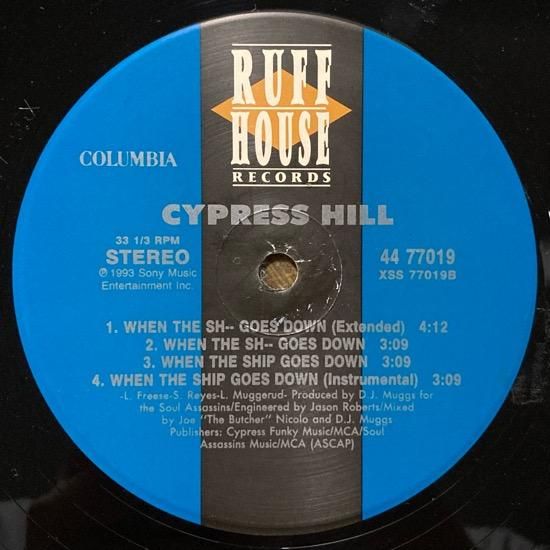 RUFF
HOUSE
RECORDS
COLUMBIA
CYPRESS HILL
33 1/3 RPM
STEREO
℗ 1993 Sony Music
Entertainment Inc.
44 77019
XSS 77019B
1. WHEN THE SH-- GOES DOWN (Extended) 4:12
2. WHEN THE SH-- GOES DOWN 3:09
3. WHEN THE SHIP GOES DOWN 3:09
4. WHEN THE SHIP GOES DOWN (Instrumental) 3:09
-L. Freese-S. Reyes-L. Muggerud- Produced by D.J. Muggs for
the Soul Assassins/Engineered by Jason Roberts/Mixed
by Joe "The Butcher" Nicolo and D.J. Muggs
Publishers: Cypress Funky Music/MCA/Soul
Assassins Music/MCA (ASCAP)